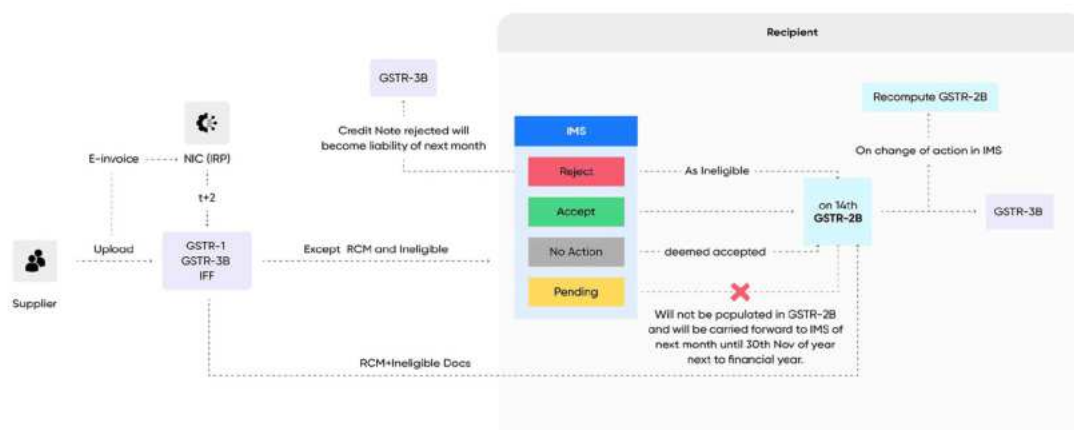 Recipient
GSTR-3B
Recompute GSTR-2B
Credit Note rejected will
become liability of next month
IMS
On change of action in IMS
E-invoice
NIC (IRP)
Reject
As Ineligible
t+2
Accept
on 14th
GSTR-2B
GSTR-3B
Upload
GSTR-1
GSTR-3B
IFF
Except RCM and Ineligible
No Action
deemed accepted
Supplier
Pending
Will not be populated in GSTR-2B
and will be carried forward to IMS of
next month until 30th Nov of year
next to financial year.
RCM+Ineligible Docs